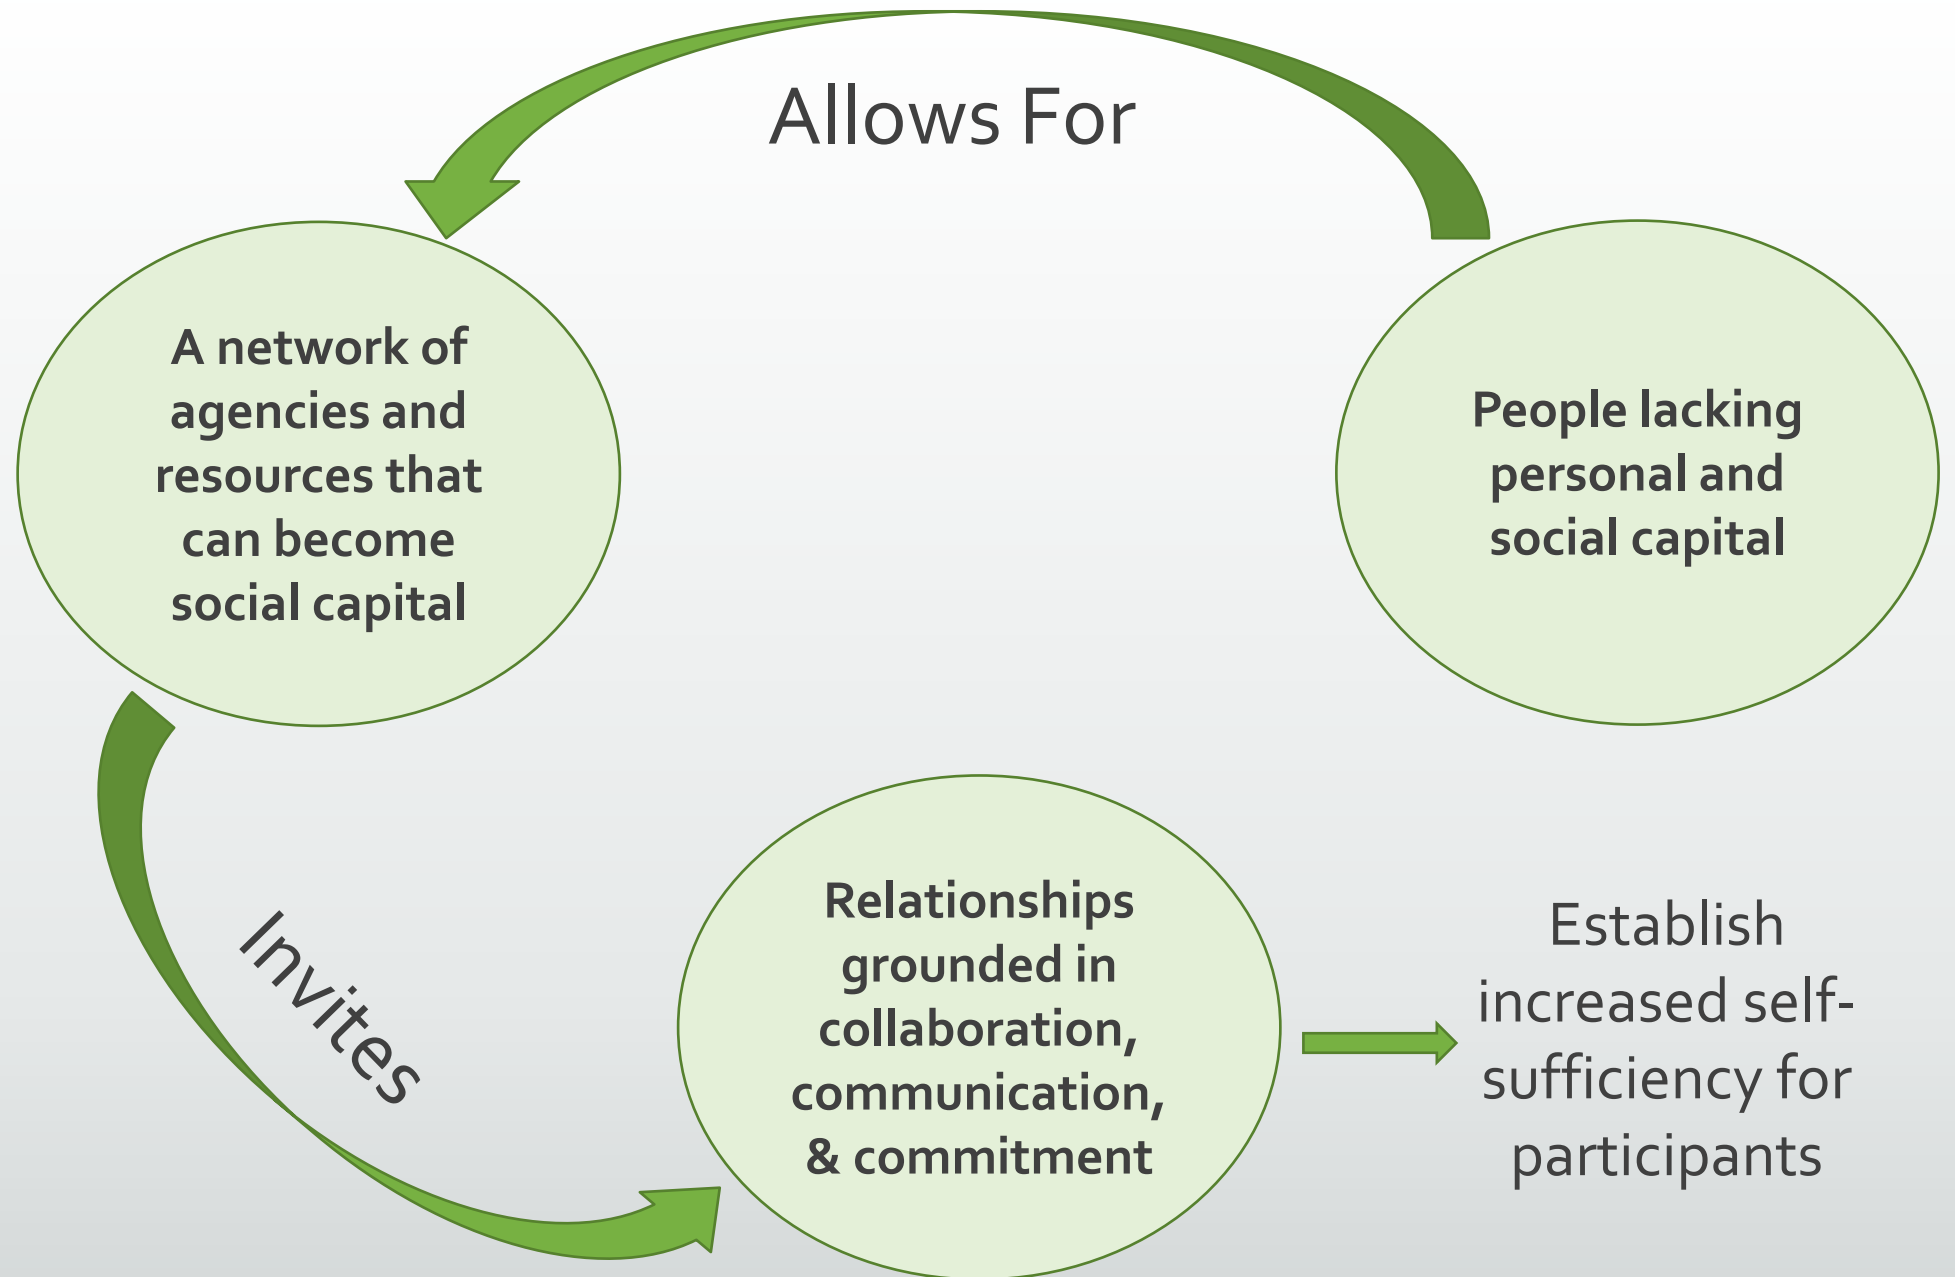 Allows For
A network of
agencies and
resources that
can become
social capital
People lacking
personal and
social capital
Invites
Relationships
grounded in
collaboration,
communication,
& commitment
Establish
increased self-
sufficiency for
participants